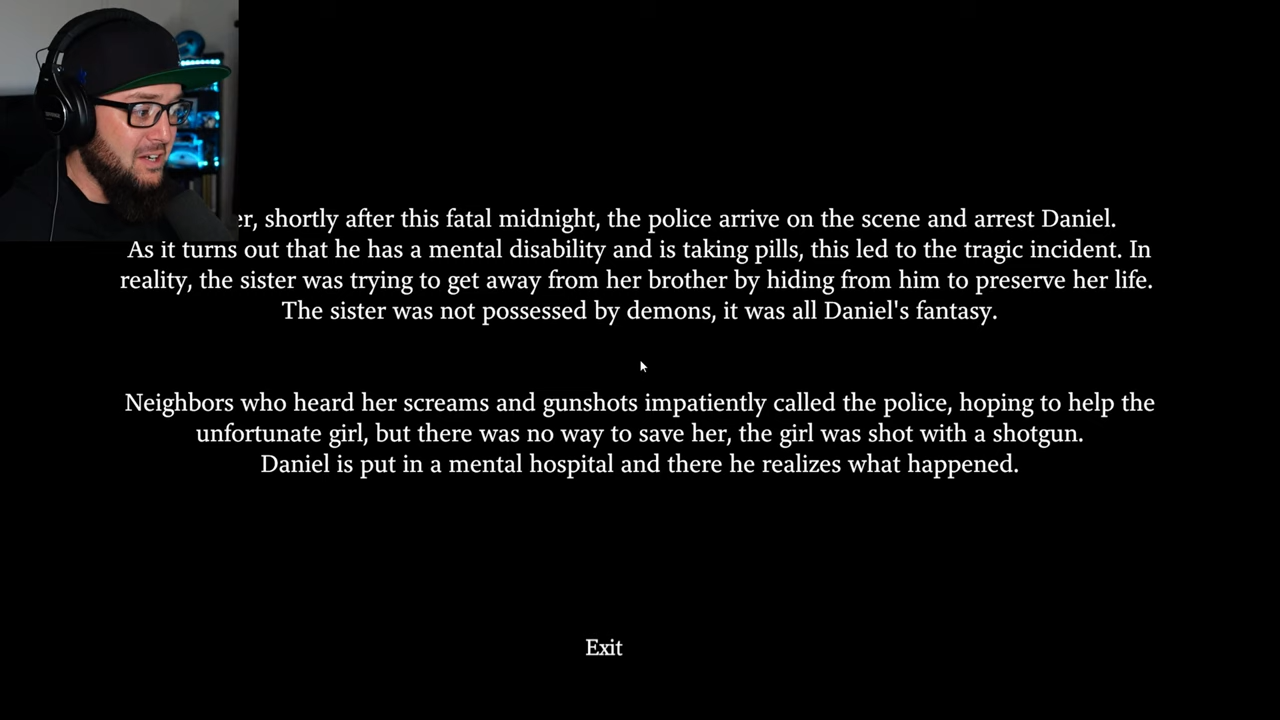 shortly after this fatal midnight, the police arrive on the scene and arrest Daniel.
As it turns out that he has a mental disability and is taking pills, this led to the tragic incident. In
reality, the sister was trying to get away from her brother by hiding from him to preserve her life.
The sister was not possessed by demons, it was all Daniel's fantasy.
Neighbors who heard her screams and gunshots impatiently called the police, hoping to help the
unfortunate girl, but there was no way to save her, the girl was shot with a shotgun.
Daniel is put in a mental hospital and there he realizes what happened.
Exit